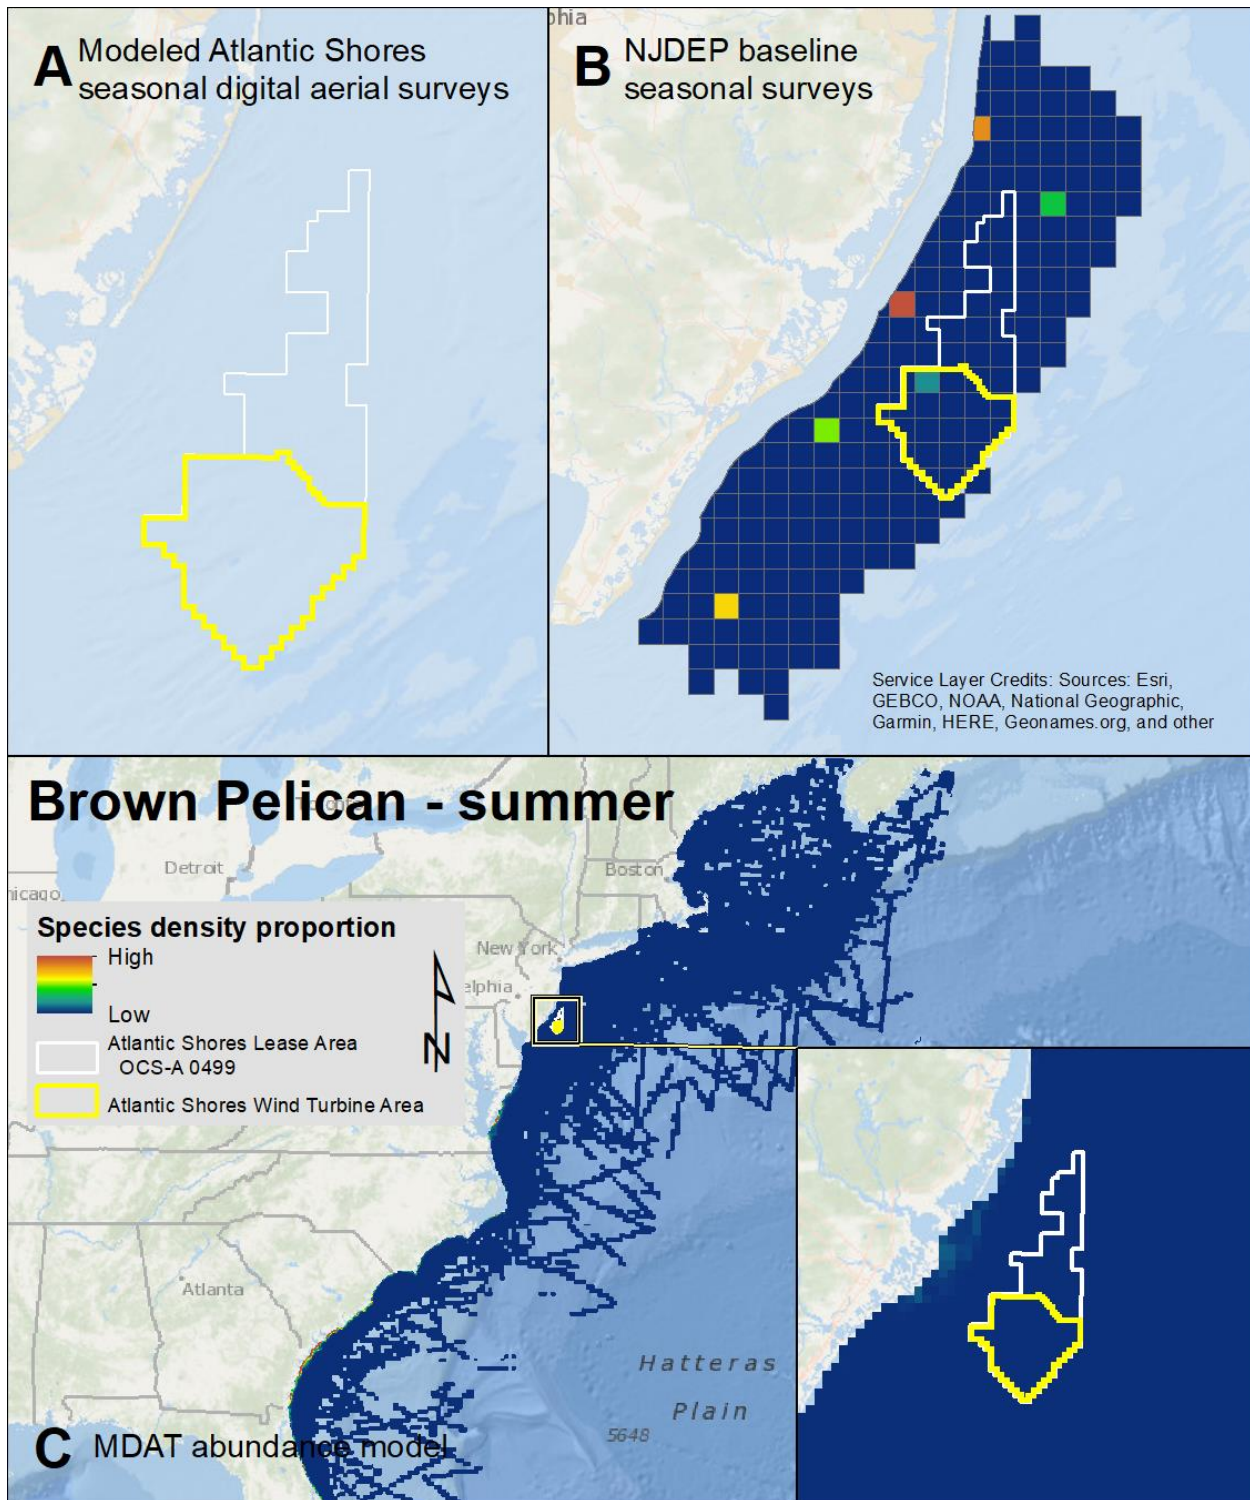 A Modeled Atlantic Shores
seasonal digital aerial surveys
B NJDEP baseline
seasonal surveys
Service Layer Credits: Sources: Esri,
GEBCO, NOAA, National Geographic,
Garmin, HERE, Geonames.org, and other
Brown Pelican - summer
Detroit
Boston
Species density proportion
High
Low
Atlantic Shores Lease Area
OCS-A 0499
Atlantic Shores Wind Turbine Area
N
New York
elphia
Atlanta
Hatteras
Plain
5648
C MDAT abundance model